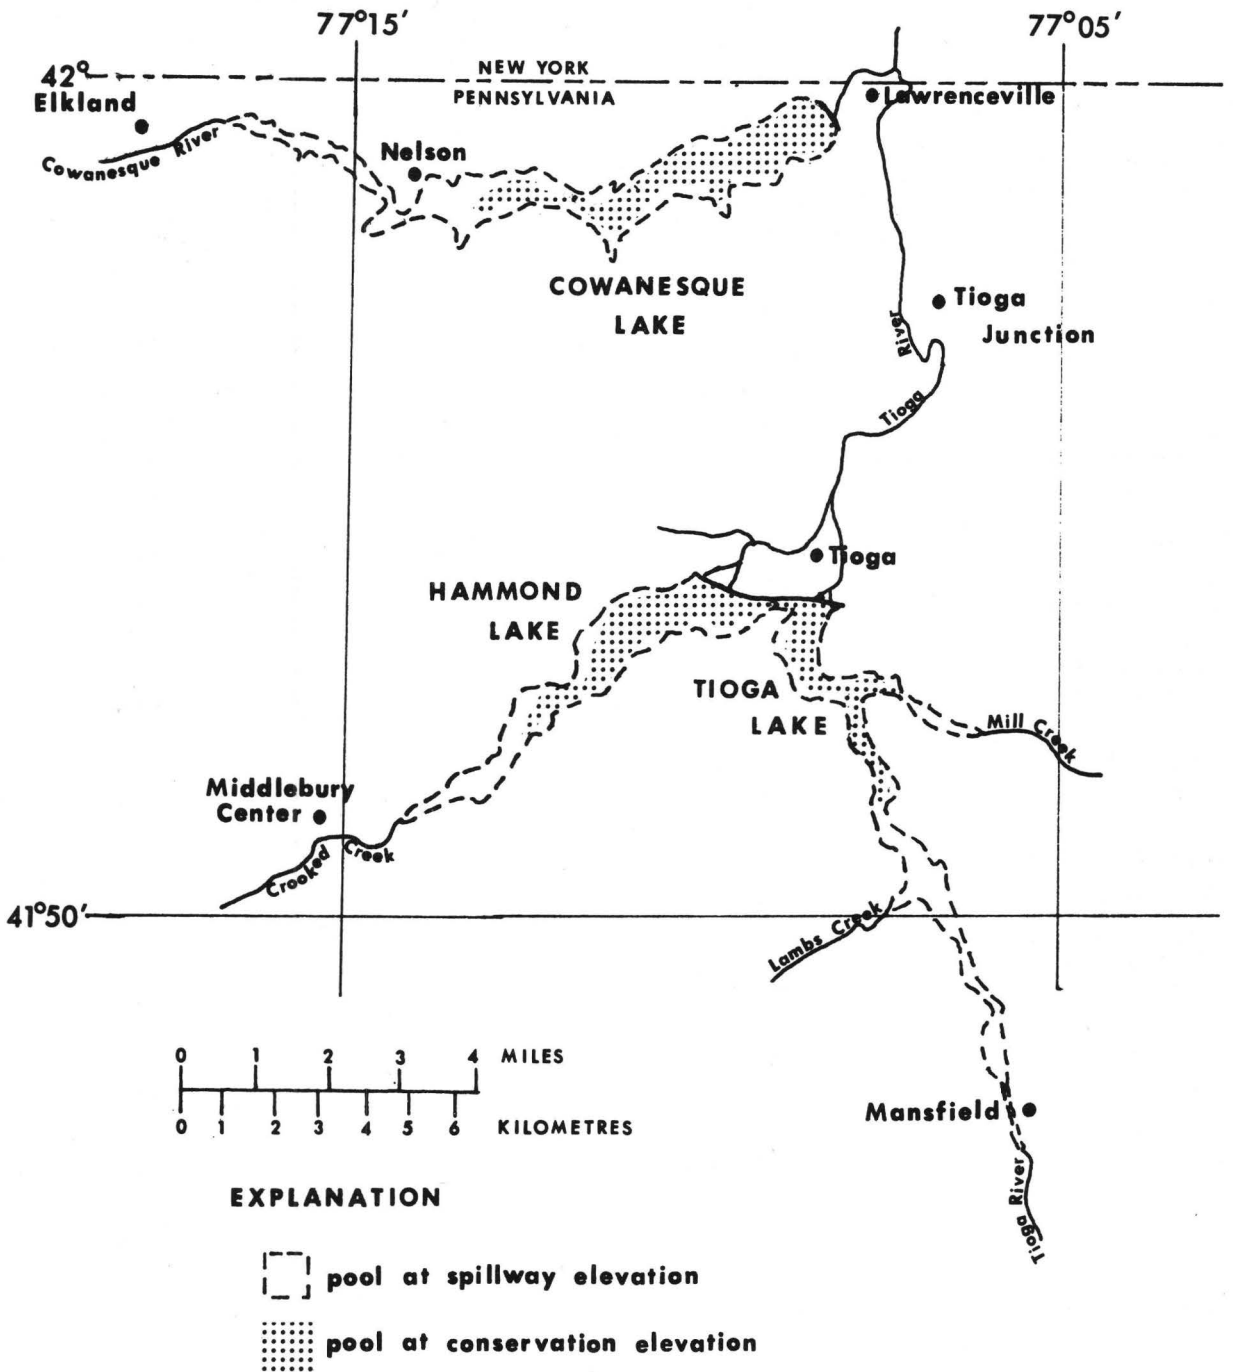 77°15′
77°05′
42°
NEW YORK
PENNSYLVANIA
Elkland
Lawrenceville
Cowanesque River
Nelson
COWANESQUE
LAKE
Tioga
Junction
River
Tioga
Tioga
HAMMOND
LAKE
TIOGA
LAKE
Mill Creek
Middlebury
Center
Crooked Creek
41°50′
Lambs Creek
0 1 2 3 4 MILES
0 1 2 3 4 5 6 KILOMETRES
Mansfield
Tioga River
EXPLANATION
pool at spillway elevation
pool at conservation elevation